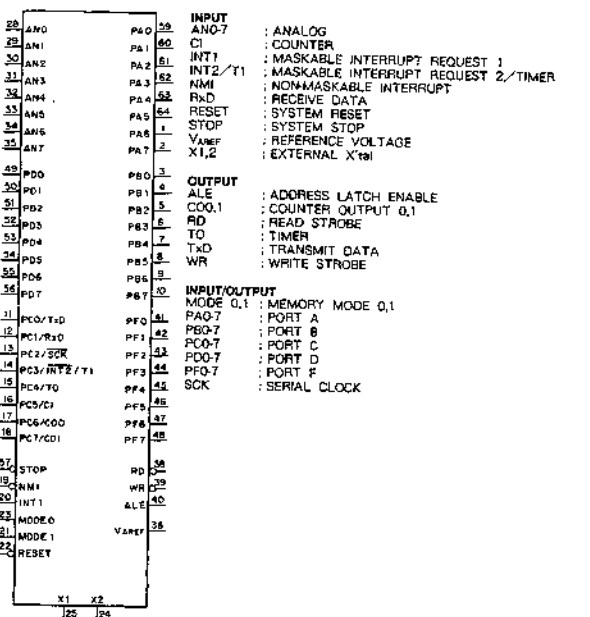 28 AN0 PA0 59
29 AN1 PA1 60
30 AN2 PA2 61
31 AN3 PA3 62
32 AN4 PA4 63
33 AN5 PA5 64
34 AN6 PA6 1
35 AN7 PA7 2
49 PD0 PB0 3
50 PD1 PB1 4
51 PD2 PB2 5
52 PD3 PB3 6
53 PD4 PB4 7
54 PD5 PB5 8
55 PD6 PB6 9
56 PD7 PB7 10
11 PC0/TxD PF0 41
12 PC1/RxD PF1 42
13 PC2/SCK PF2 43
14 PC3/INT2/T1 PF3 44
15 PC4/TO PF4 45
16 PC5/CI PF5 46
17 PC6/CO0 PF6 47
18 PC7/CO1 PF7 48
57 STOP RD 38
19 NMI WR 39
20 INT1 ALE 40
23 MODE0
21 MODE1 VAREF 36
22 RESET
X1 X2
25 24
INPUT
AN0-7 : ANALOG
CI : COUNTER
INT1 : MASKABLE INTERRUPT REQUEST 1
INT2/T1 : MASKABLE INTERRUPT REQUEST 2/TIMER
NMI : NON-MASKABLE INTERRUPT
RxD : RECEIVE DATA
RESET : SYSTEM RESET
STOP : SYSTEM STOP
VAREF : REFERENCE VOLTAGE
X1,2 : EXTERNAL X'tal
OUTPUT
ALE : ADDRESS LATCH ENABLE
CO0,1 : COUNTER OUTPUT 0,1
RD : READ STROBE
TO : TIMER
TxD : TRANSMIT DATA
WR : WRITE STROBE
INPUT/OUTPUT
MODE 0,1 : MEMORY MODE 0,1
PA0-7 : PORT A
PB0-7 : PORT B
PC0-7 : PORT C
PD0-7 : PORT D
PF0-7 : PORT F
SCK : SERIAL CLOCK